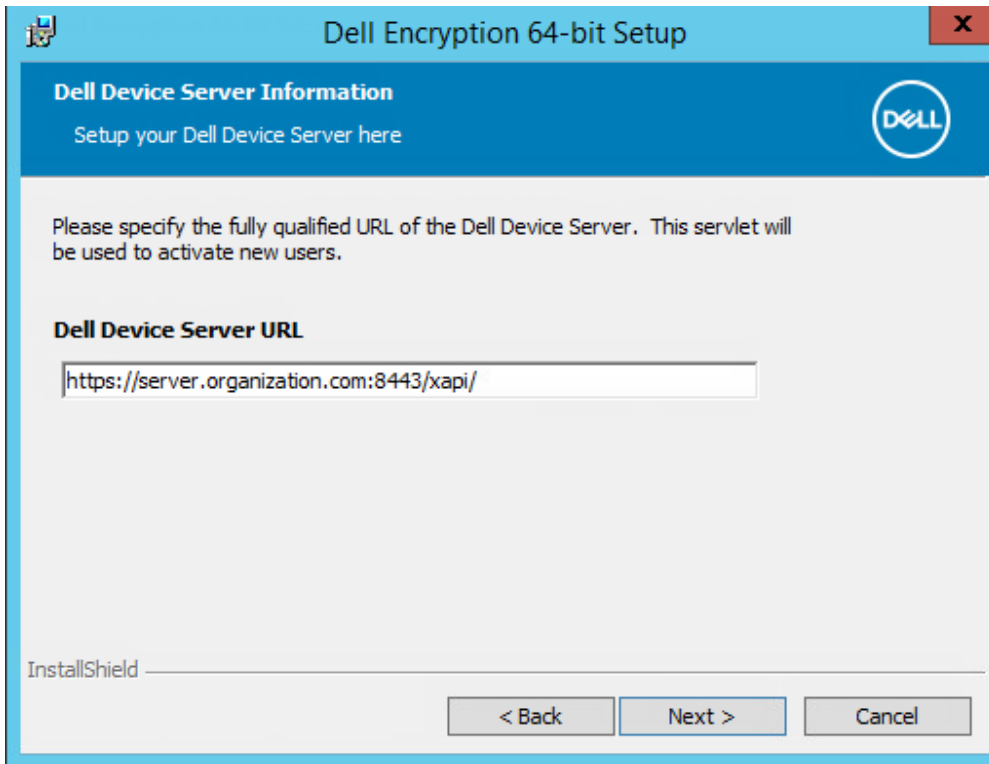 Dell Encryption 64-bit Setup
X
Dell Device Server Information
Setup your Dell Device Server here
DELL
Please specify the fully qualified URL of the Dell Device Server. This servlet will
be used to activate new users.
Dell Device Server URL
https://server.organization.com:8443/xapi/
InstallShield
< Back
Next >
Cancel